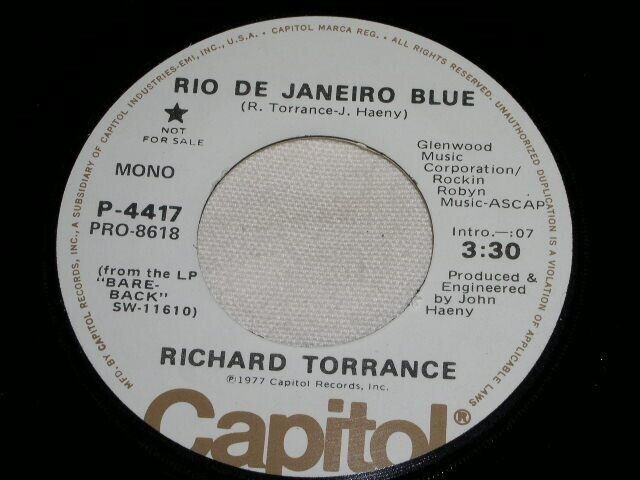 MFD. BY CAPITOL RECORDS, INC., A SUBSIDIARY OF CAPITOL INDUSTRIES-EMI, INC., U.S.A. • CAPITOL MARCA REG. • ALL RIGHTS RESERVED. UNAUTHORIZED DUPLICATION IS A VIOLATION OF APPLICABLE LAWS
RIO DE JANEIRO BLUE
(R. Torrance-J. Haeny)
NOT
FOR SALE
MONO
P-4417
PRO-8618
(from the LP
"BARE-
BACK"
SW-11610)
Glenwood
Music
Corporation/
Rockin
Robyn
Music-ASCAP
Intro.—:07
3:30
Produced &
Engineered
by John
Haeny
RICHARD TORRANCE
℗1977 Capitol Records, Inc.
Capitol®